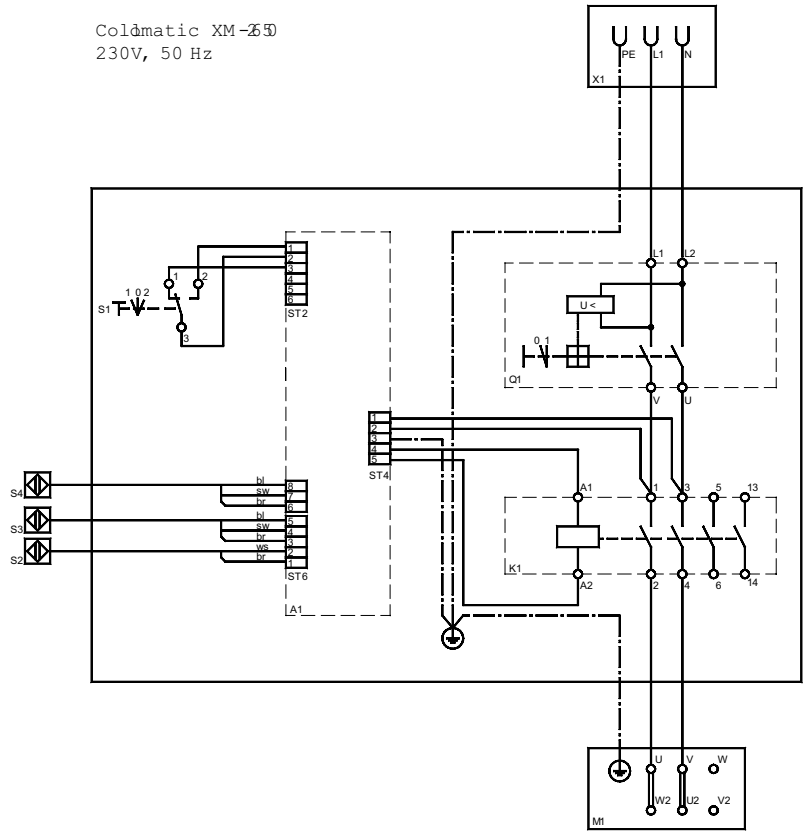 230V, 50 Hz
PE L1 N
X1
L1 L2
1
2
3
4
5
6
ST2
1 2
1 0 2
S1
3
U <
0 1
Q1
V U
1
2
3
4
5
ST4
A1 1 3 5 13
K1
A2 2 4 6 14
S4
S3
S2
bl
sw
br
bl
sw
br
ws
br
8
7
6
5
4
3
2
1
ST6
A1
U V W
W2 U2 V2
M1